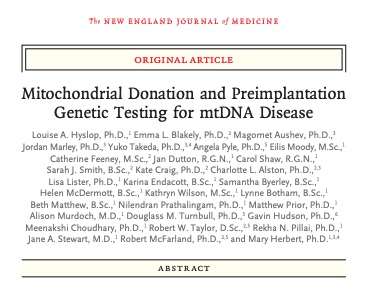 The NEW ENGLAND JOURNAL of MEDICINE
ORIGINAL ARTICLE
Mitochondrial Donation and Preimplantation
Genetic Testing for mtDNA Disease
Louise A. Hyslop, Ph.D.,¹ Emma L. Blakely, Ph.D.,² Magomet Aushev, Ph.D.,³
Jordan Marley, Ph.D.,³ Yuko Takeda, Ph.D.,³,⁴ Angela Pyle, Ph.D.,⁵ Eilis Moody, M.Sc.,¹
Catherine Feeney, M.Sc.,² Jan Dutton, R.G.N.,¹ Carol Shaw, R.G.N.,¹
Sarah J. Smith, B.Sc.,² Kate Craig, Ph.D.,² Charlotte L. Alston, Ph.D.,²,⁵
Lisa Lister, Ph.D.,¹ Karina Endacott, B.Sc.,¹ Samantha Byerley, B.Sc.,¹
Helen McDermott, B.Sc.,¹ Kathryn Wilson, M.Sc.,¹ Lynne Botham, B.Sc.,¹
Beth Matthew, B.Sc.,¹ Nilendran Prathalingam, Ph.D.,¹ Matthew Prior, Ph.D.,¹
Alison Murdoch, M.D.,¹ Douglass M. Turnbull, Ph.D.,⁵ Gavin Hudson, Ph.D.,⁶
Meenakshi Choudhary, Ph.D.,¹ Robert W. Taylor, D.Sc.,²,⁵ Rekha N. Pillai, Ph.D.,¹
Jane A. Stewart, M.D.,¹ Robert McFarland, Ph.D.,²,⁵ and Mary Herbert, Ph.D.¹,³,⁴
ABSTRACT